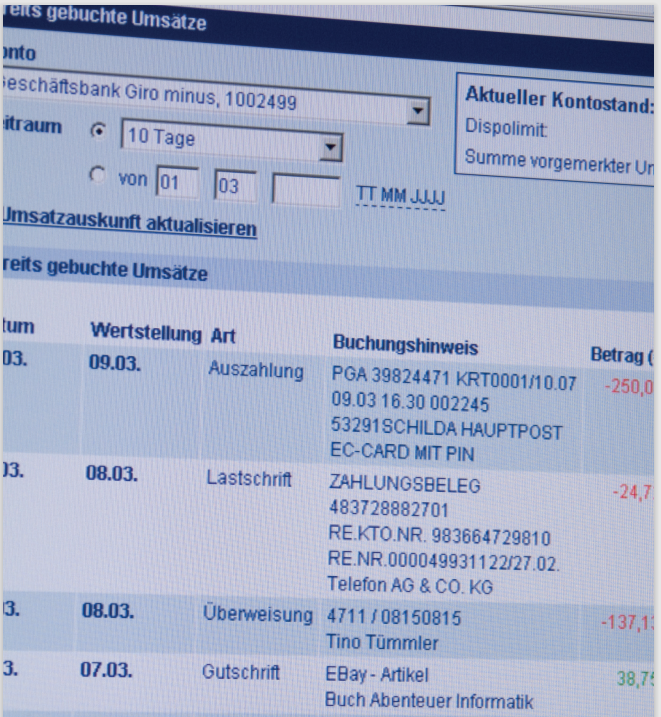 reits gebuchte Umsätze
onto
Geschäftsbank Giro minus, 1002499
eitraum 10 Tage
von 01 03 TT MM JJJJ
Umsatzauskunft aktualisieren
Aktueller Kontostand:
Dispolimit:
Summe vorgemerkter Um
reits gebuchte Umsätze
tum Wertstellung Art Buchungshinweis Betrag (
03. 09.03. Auszahlung PGA 39824471 KRT0001/10.07 -250,0
09.03 16.30 002245
53291SCHILDA HAUPTPOST
EC-CARD MIT PIN
03. 08.03. Lastschrift ZAHLUNGSBELEG -24,7
483728882701
RE.KTO.NR. 983664729810
RE.NR.000049931122/27.02.
Telefon AG & CO. KG
3. 08.03. Überweisung 4711 / 08150815 -137,13
Tino Tümmler
3. 07.03. Gutschrift EBay - Artikel 38,75
Buch Abenteuer Informatik